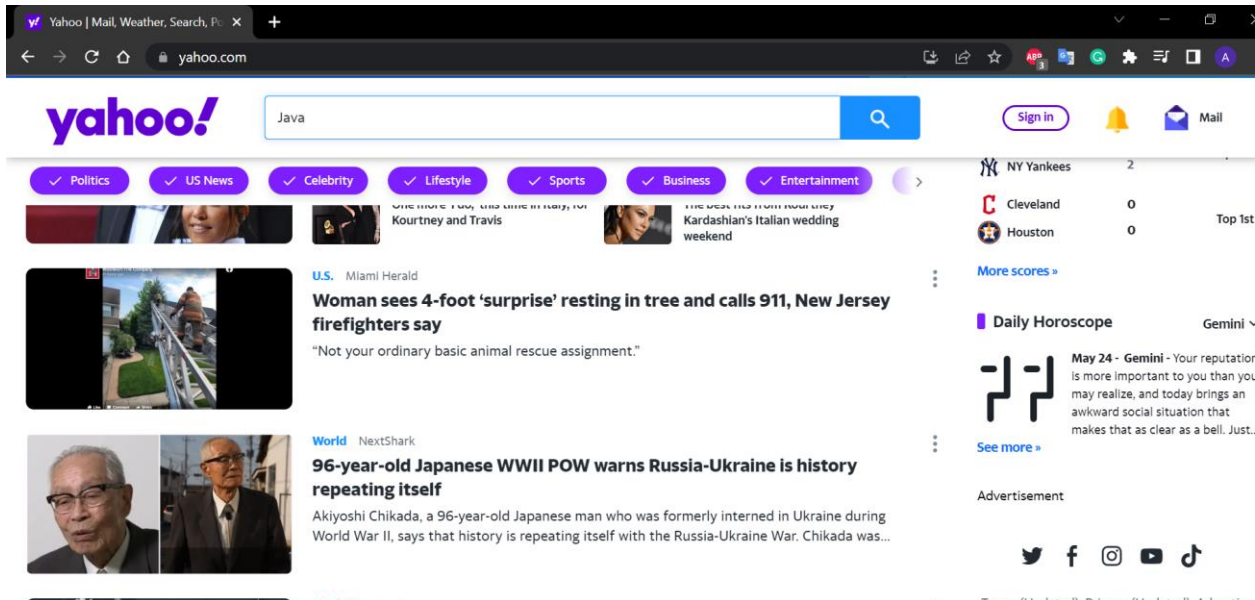 Yahoo | Mail, Weather, Search, Po
yahoo.com
ABP
3
G
A
yahoo!
Java
Sign in
Mail
Politics
US News
Celebrity
Lifestyle
Sports
Business
Entertainment
Kourtney and Travis
Kardashian's Italian wedding
weekend
NY Yankees 2
Cleveland 0
Houston 0
Top 1st
More scores »
U.S. Miami Herald
Woman sees 4-foot ‘surprise’ resting in tree and calls 911, New Jersey
firefighters say
“Not your ordinary basic animal rescue assignment.”
Daily Horoscope
Gemini
May 24 - Gemini - Your reputation
is more important to you than you
may realize, and today brings an
awkward social situation that
makes that as clear as a bell. Just...
See more »
World NextShark
96-year-old Japanese WWII POW warns Russia-Ukraine is history
repeating itself
Akiyoshi Chikada, a 96-year-old Japanese man who was formerly interned in Ukraine during
World War II, says that history is repeating itself with the Russia-Ukraine War. Chikada was...
Advertisement